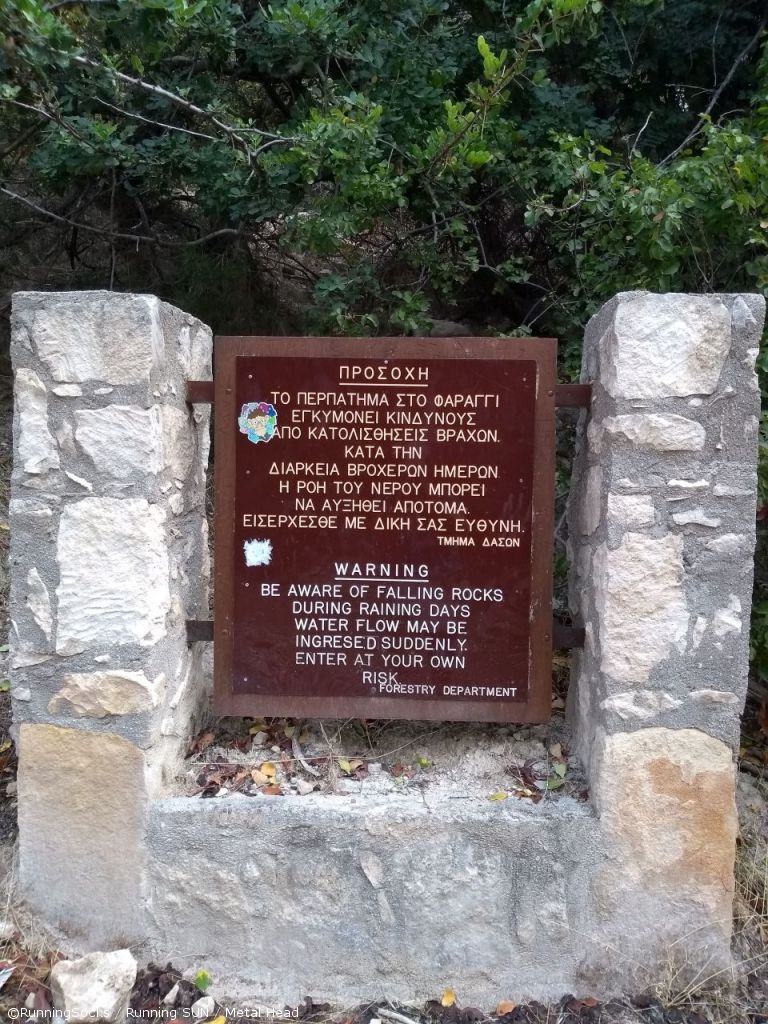 ΠΡΟΣΟΧΗ
ΤΟ ΠΕΡΠΑΤΗΜΑ ΣΤΟ ΦΑΡΑΓΓΙ
ΕΓΚΥΜΟΝΕΙ ΚΙΝΔΥΝΟΥΣ
ΑΠΟ ΚΑΤΟΛΙΣΘΗΣΕΙΣ ΒΡΑΧΩΝ.
ΚΑΤΑ ΤΗΝ
ΔΙΑΡΚΕΙΑ ΒΡΟΧΕΡΩΝ ΗΜΕΡΩΝ
Η ΡΟΗ ΤΟΥ ΝΕΡΟΥ ΜΠΟΡΕΙ
ΝΑ ΑΥΞΗΘΕΙ ΑΠΟΤΟΜΑ.
ΕΙΣΕΡΧΕΣΘΕ ΜΕ ΔΙΚΗ ΣΑΣ ΕΥΘΥΝΗ.
ΤΜΗΜΑ ΔΑΣΩΝ
WARNING
BE AWARE OF FALLING ROCKS
DURING RAINING DAYS
WATER FLOW MAY BE
INGRESED SUDDENLY.
ENTER AT YOUR OWN
RISK.
FORESTRY DEPARTMENT
©RunningSocks / Running SUN / Metal Head